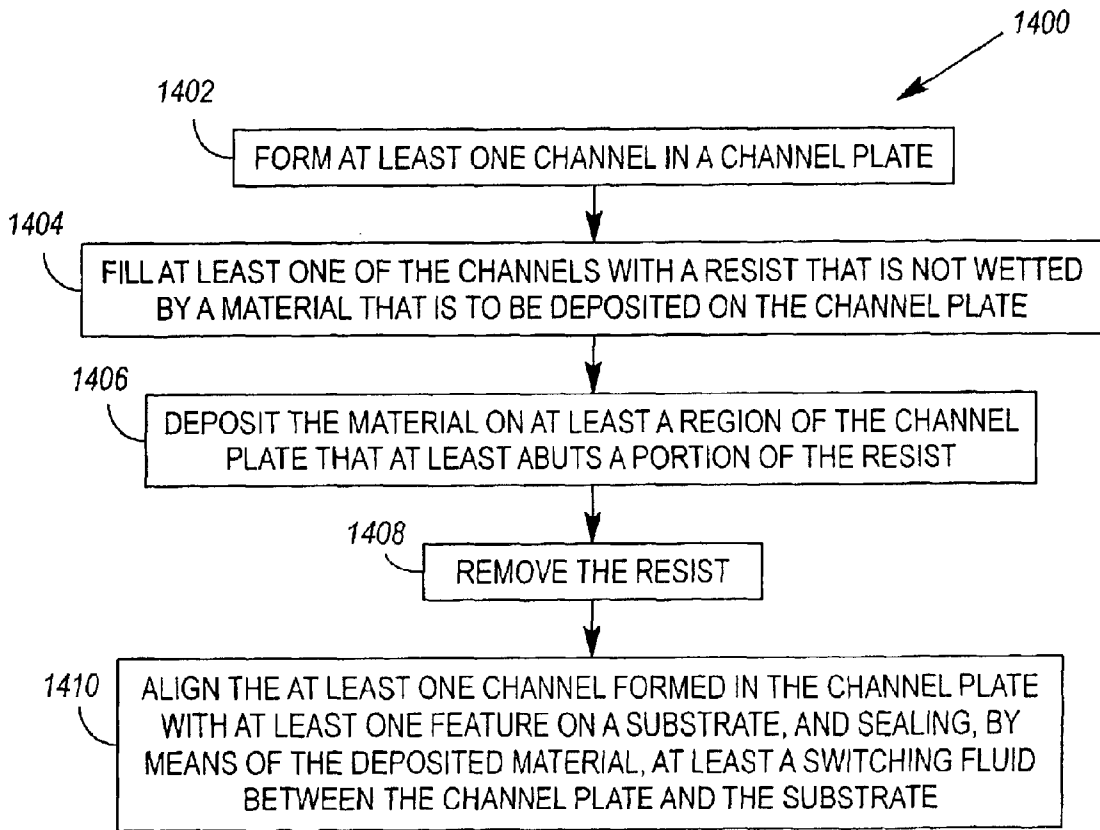 1400
1402
FORM AT LEAST ONE CHANNEL IN A CHANNEL PLATE
1404
FILL AT LEAST ONE OF THE CHANNELS WITH A RESIST THAT IS NOT WETTED
BY A MATERIAL THAT IS TO BE DEPOSITED ON THE CHANNEL PLATE
1406
DEPOSIT THE MATERIAL ON AT LEAST A REGION OF THE CHANNEL
PLATE THAT AT LEAST ABUTS A PORTION OF THE RESIST
1408
REMOVE THE RESIST
1410
ALIGN THE AT LEAST ONE CHANNEL FORMED IN THE CHANNEL PLATE
WITH AT LEAST ONE FEATURE ON A SUBSTRATE, AND SEALING, BY
MEANS OF THE DEPOSITED MATERIAL, AT LEAST A SWITCHING FLUID
BETWEEN THE CHANNEL PLATE AND THE SUBSTRATE